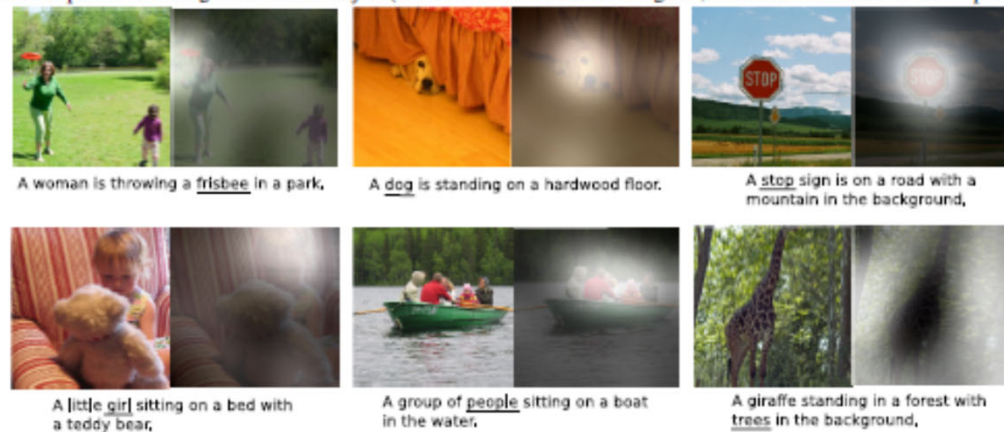 STOP
STOP
A woman is throwing a frisbee in a park.
A dog is standing on a hardwood floor.
A stop sign is on a road with a
mountain in the background.
A little girl sitting on a bed with
a teddy bear.
A group of people sitting on a boat
in the water.
A giraffe standing in a forest with
trees in the background.